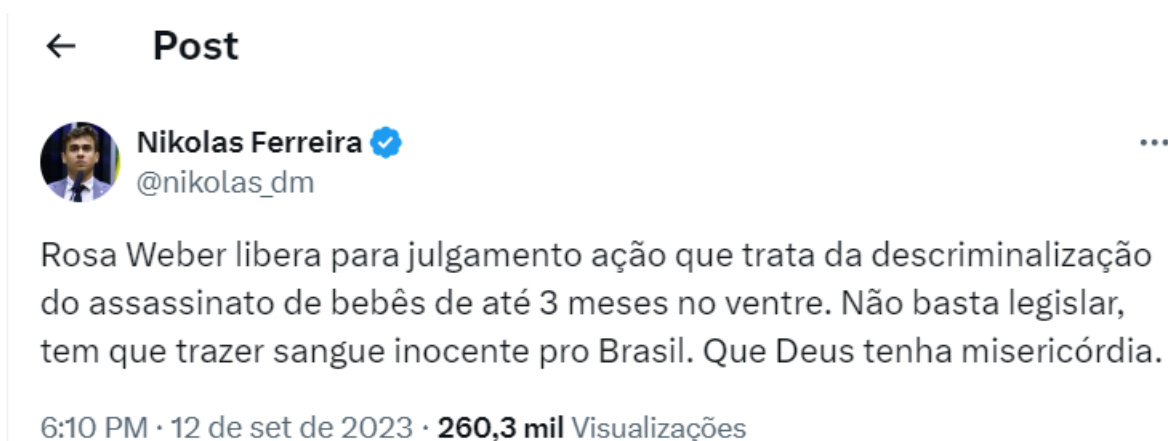 Post
Nikolas Ferreira
@nikolas_dm
Rosa Weber libera para julgamento ação que trata da descriminalização
do assassinato de bebês de até 3 meses no ventre. Não basta legislar,
tem que trazer sangue inocente pro Brasil. Que Deus tenha misericórdia.
6:10 PM · 12 de set de 2023 · 260,3 mil Visualizações